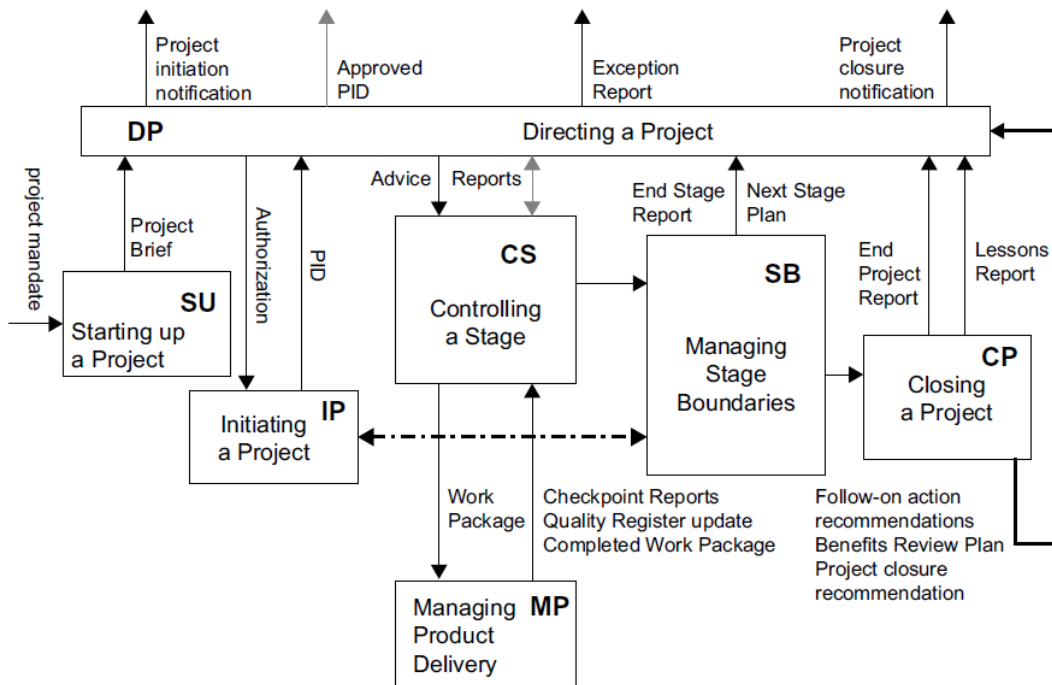 Project
initiation
notification
Approved
PID
Exception
Report
Project
closure
notification
DP
Directing a Project
project mandate
Project
Brief
Authorization
PID
Advice
Reports
End Stage
Report
Next Stage
Plan
End
Project
Report
Lessons
Report
SU
Starting up
a Project
IP
Initiating
a Project
CS
Controlling
a Stage
SB
Managing
Stage
Boundaries
CP
Closing
a Project
Work
Package
Checkpoint Reports
Quality Register update
Completed Work Package
Follow-on action
recommendations
Benefits Review Plan
Project closure
recommendation
MP
Managing
Product
Delivery